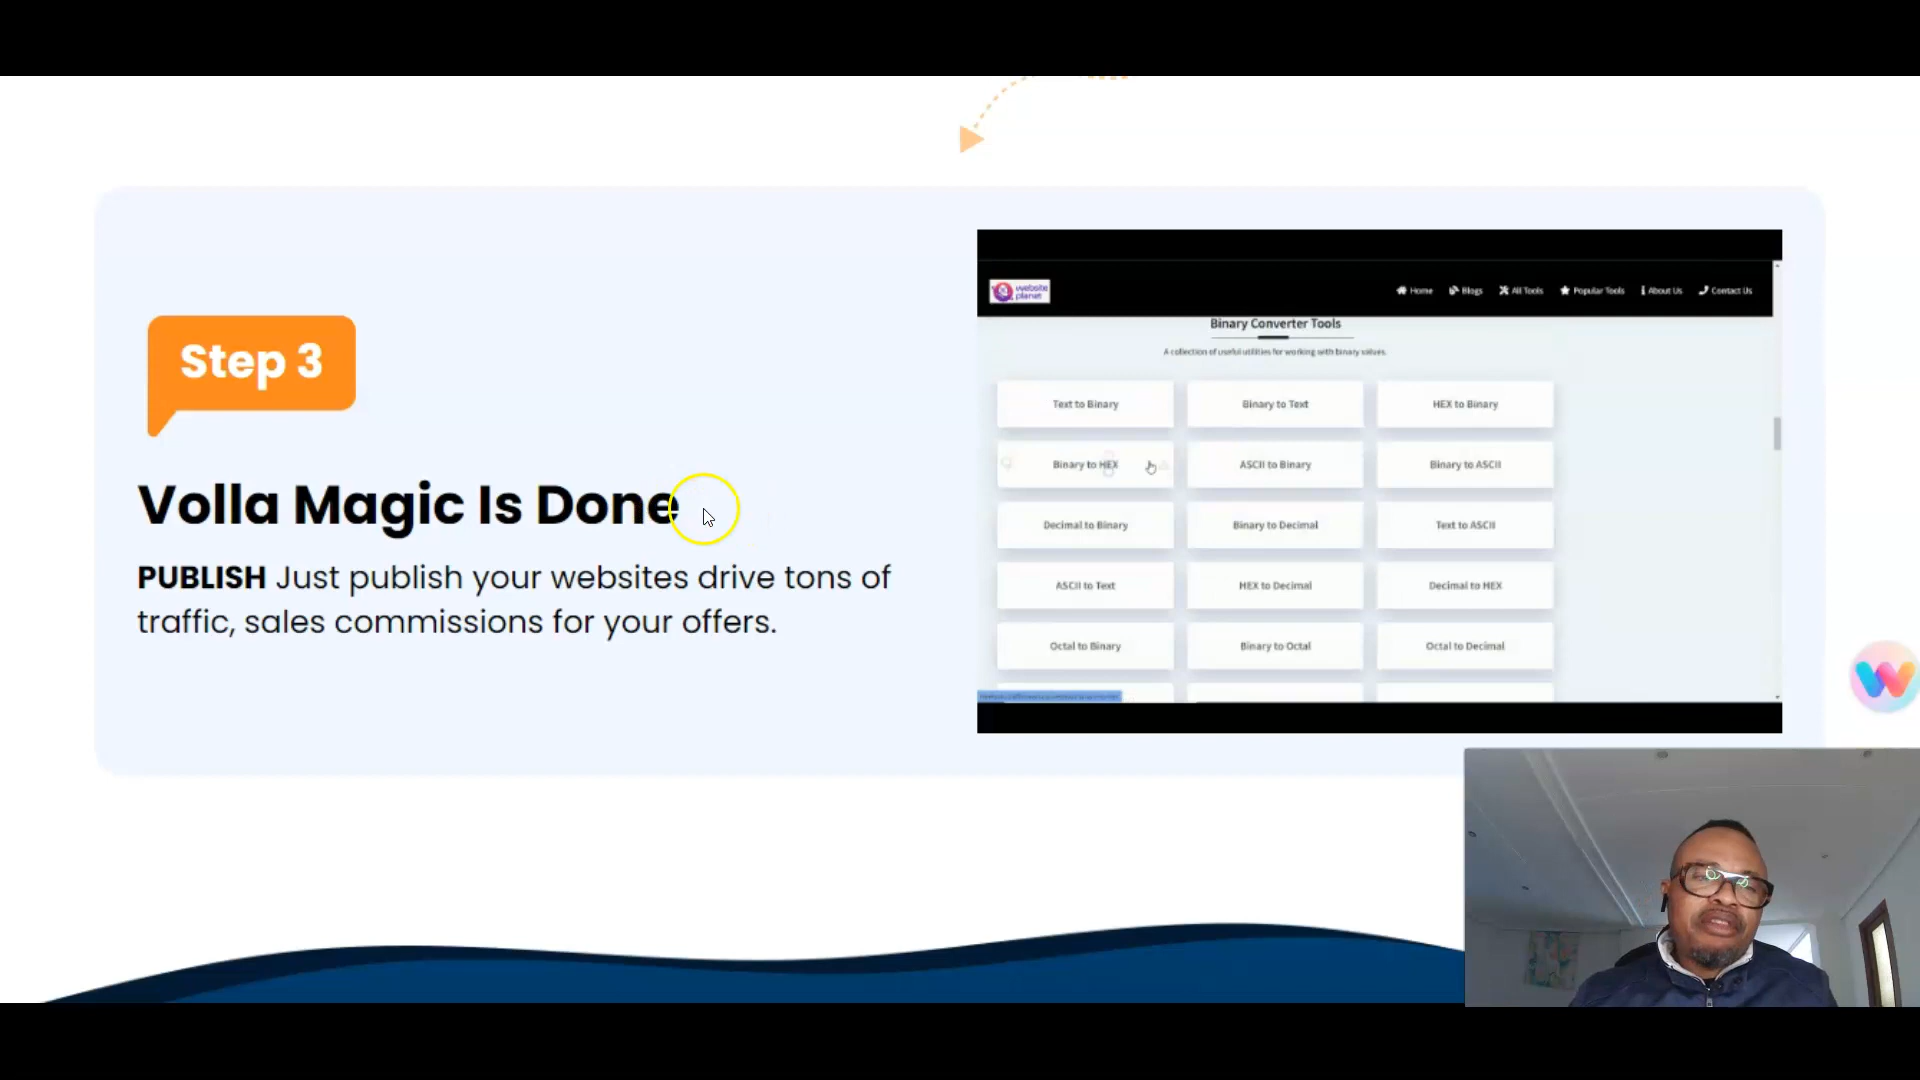 Step 3
Volla Magic Is Done
PUBLISH Just publish your websites drive tons of
traffic, sales commissions for your offers.
website
planet
Home Blogs All Tools Popular Tools About Us Contact Us
Binary Converter Tools
A collection of useful utilities for working with binary values.
Text to Binary Binary to Text HEX to Binary
Binary to HEX ASCII to Binary Binary to ASCII
Decimal to Binary Binary to Decimal Text to ASCII
ASCII to Text HEX to Decimal Decimal to HEX
Octal to Binary Binary to Octal Octal to Decimal